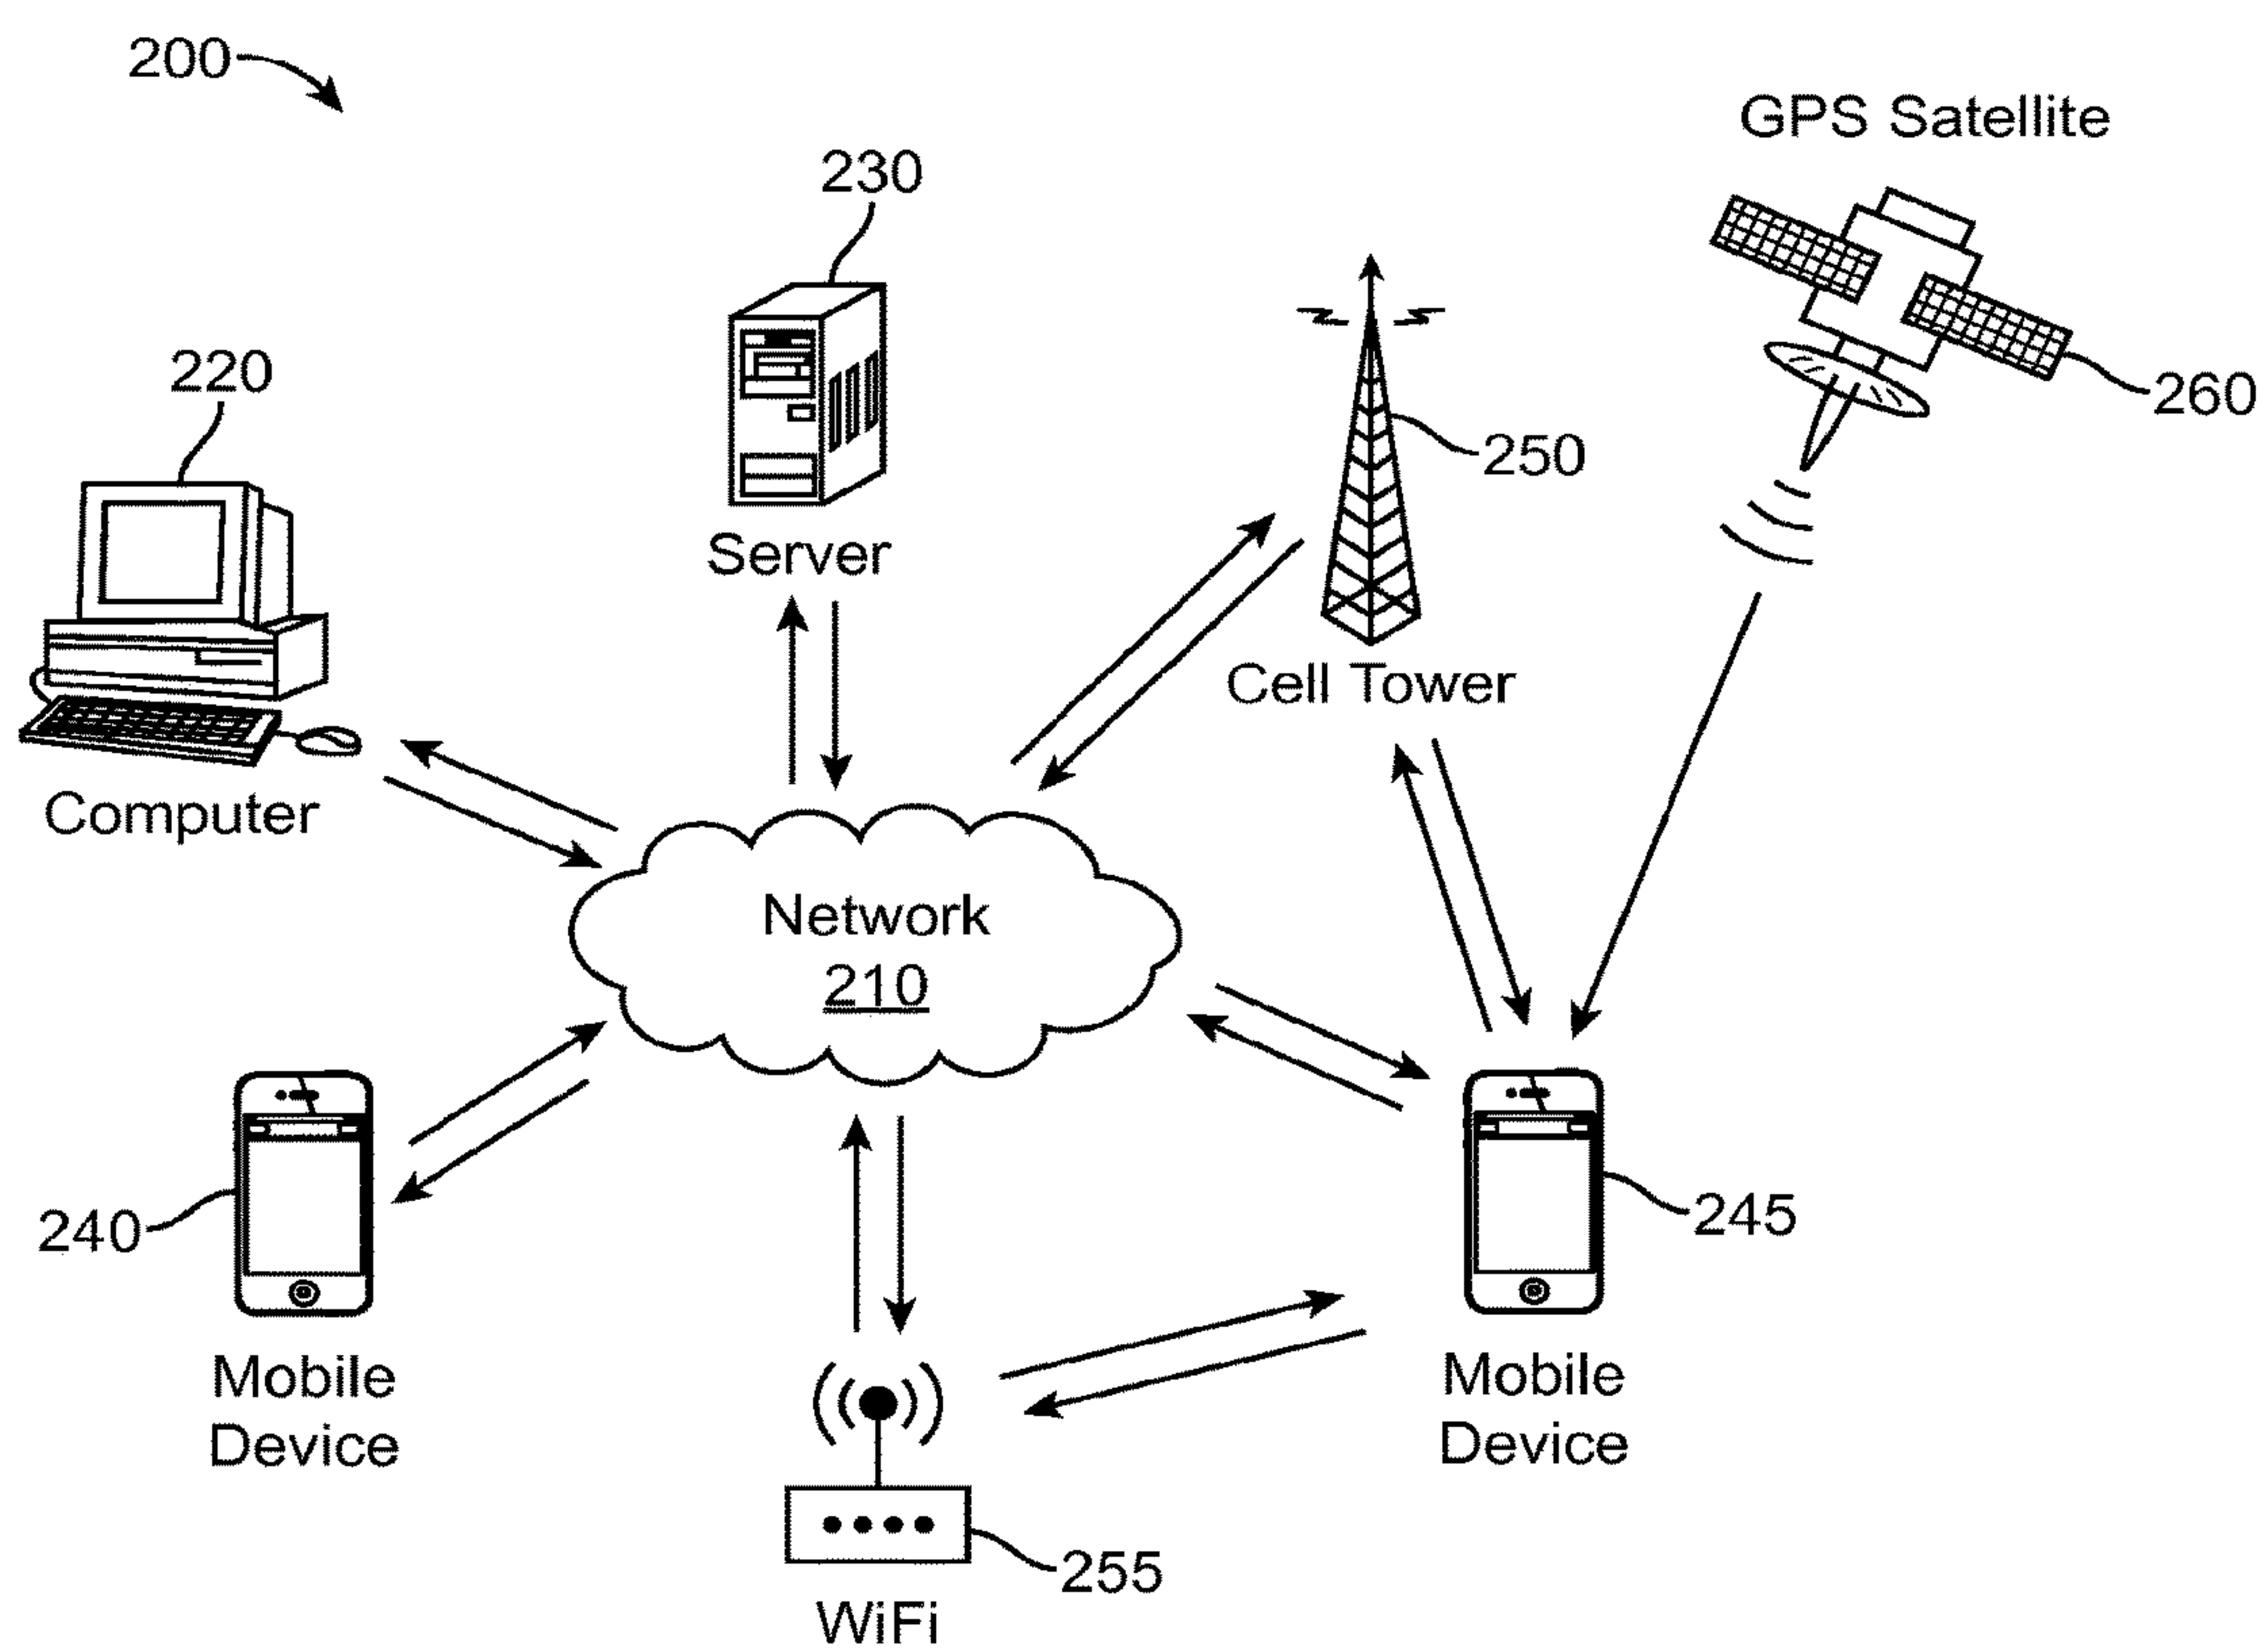 200
GPS Satellite
230
220
260
250
Server
Cell Tower
Computer
Network
210
240
245
Mobile
Device
Mobile
Device
255
WiFi